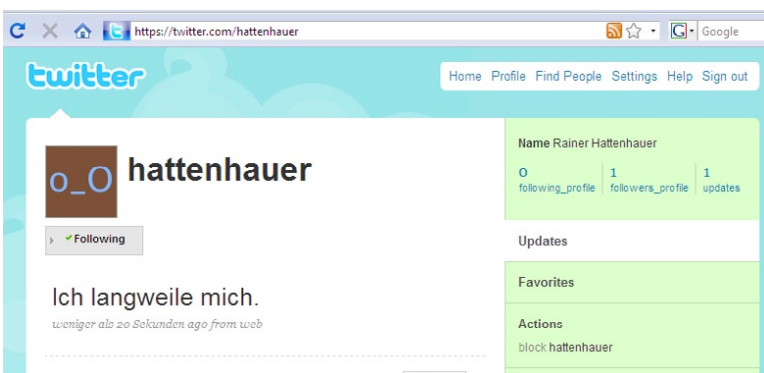 https://twitter.com/hattenhauer
G
Google
twitter
Home Profile Find People Settings Help Sign out
o_O
hattenhauer
Following
Ich langweile mich.
weniger als 20 Sekunden ago from web
Name Rainer Hattenhauer
0 1 1
following_profile followers_profile updates
Updates
Favorites
Actions
block hattenhauer